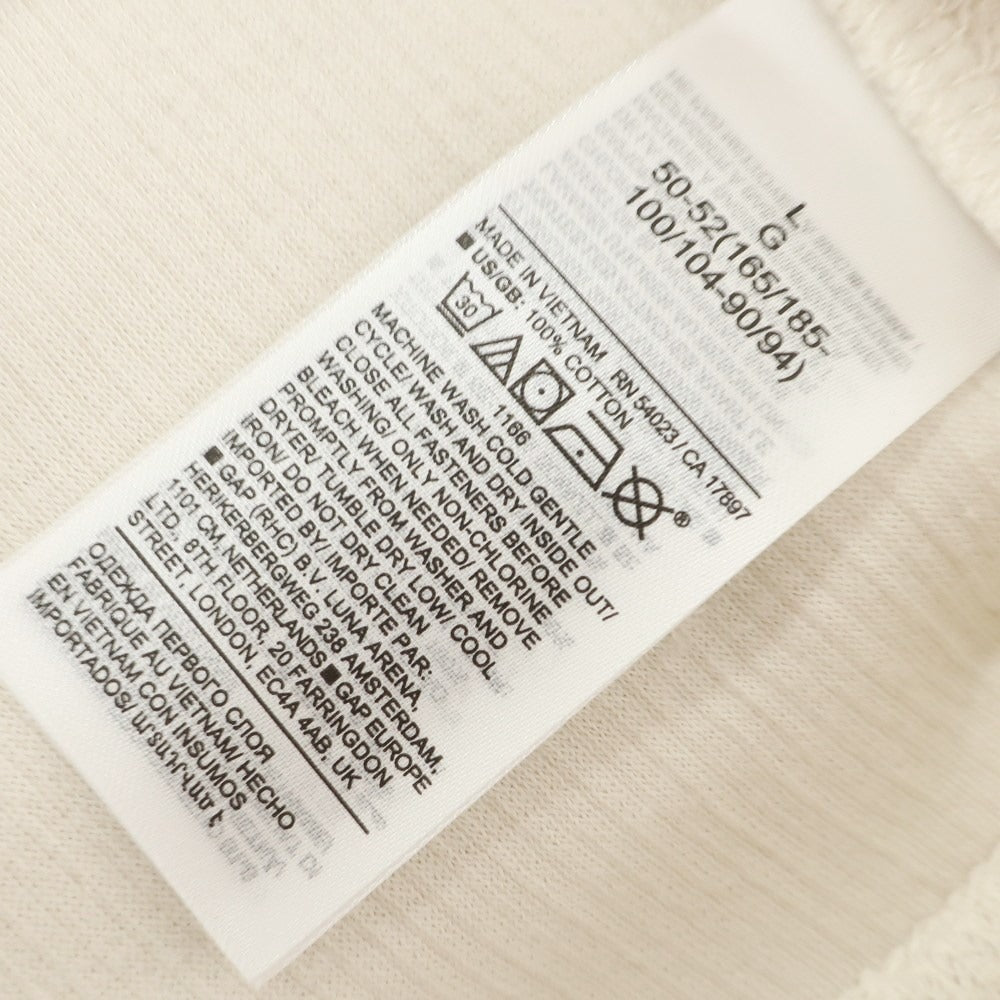 L
G
50-52(165/185-
100/104-90/94)
MADE IN VIETNAM RN 54023 / CA 17897
■ US/GB: 100% COTTON
30
®
1166
MACHINE WASH COLD GENTLE
CYCLE/ WASH AND DRY INSIDE OUT/
CLOSE ALL FASTENERS BEFORE
WASHING/ ONLY NON-CHLORINE
BLEACH WHEN NEEDED/ REMOVE
PROMPTLY FROM WASHER AND
DRYER/ TUMBLE DRY LOW/ COOL
IRON/ DO NOT DRY CLEAN
IMPORTED BY/ IMPORTE PAR:
■ GAP (RHC) B.V. LUNA ARENA,
HERIKERBERGWEG 238 AMSTERDAM,
1101 CM, NETHERLANDS ■ GAP EUROPE
LTD., 8TH FLOOR, 20 FARRINGDON
STREET, LONDON, EC4A 4AB, UK
ОДЕЖДА ПЕРВОГО СЛОЯ
FABRIQUE AU VIETNAM/ HECHO
EN VIETNAM CON INSUMOS
IMPORTADOS/ ԱՐՏԱԴՐՎԱԾ Է